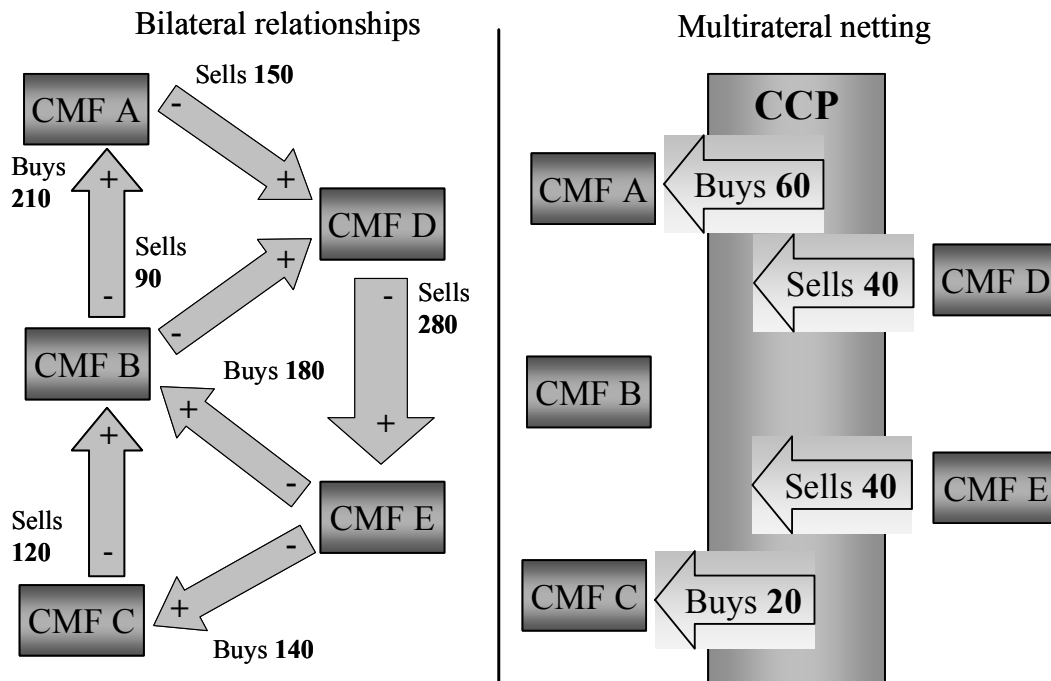 Bilateral relationships
Sells 150
CMF A
-
Buys
210
+
+
CMF D
Sells
90
-
+
-
-
Sells
280
CMF B
Buys 180
+
+
+
-
CMF E
Sells
120
-
-
+
CMF C
Buys 140
Multirateral netting
CCP
CMF A
Buys 60
Sells 40
CMF D
CMF B
Sells 40
CMF E
CMF C
Buys 20